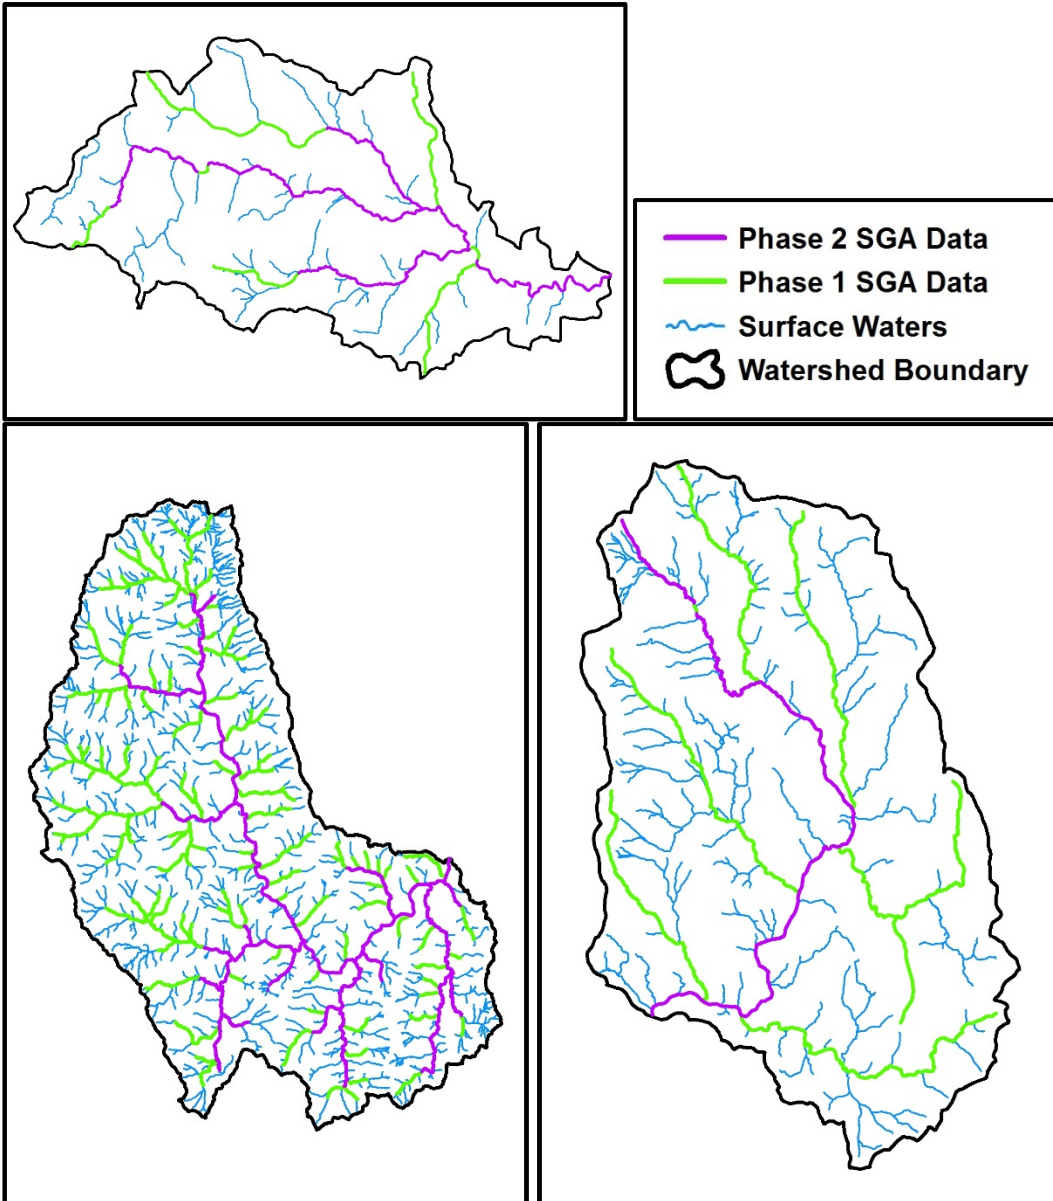 Phase 2 SGA Data
Phase 1 SGA Data
Surface Waters
Watershed Boundary